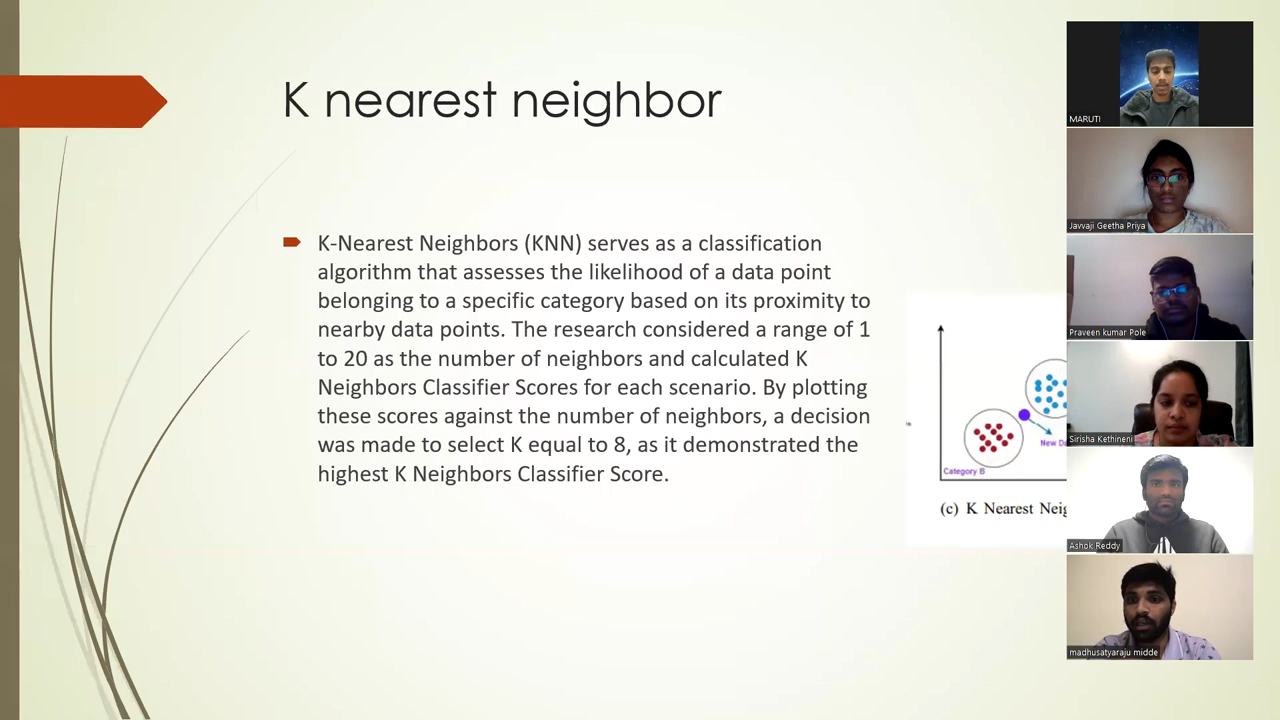 K nearest neighbor
K-Nearest Neighbors (KNN) serves as a classification
algorithm that assesses the likelihood of a data point
belonging to a specific category based on its proximity to
nearby data points. The research considered a range of 1
to 20 as the number of neighbors and calculated K
Neighbors Classifier Scores for each scenario. By plotting
these scores against the number of neighbors, a decision
was made to select K equal to 8, as it demonstrated the
highest K Neighbors Classifier Score.
New
Category B
(c) K Nearest
MARUTI
Javvaji Geetha Priya
Praveen kumar Pole
Sirisha Kethineni
Ashok Reddy
madhusatyaraju midde